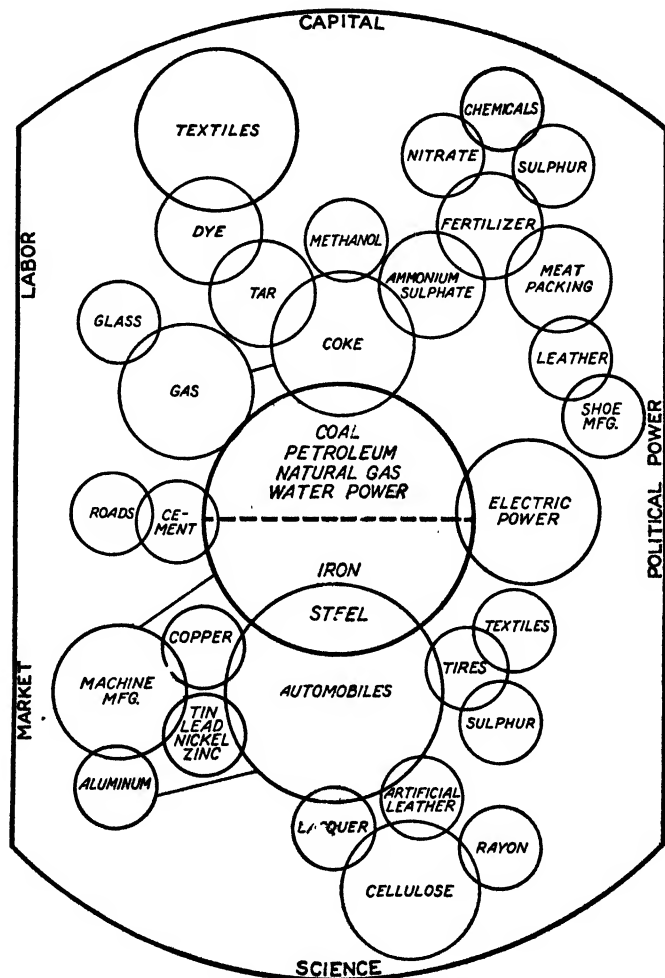 CAPITAL
TEXTILES
CHEMICALS
NITRATE
SULPHUR
DYE
METHANOL
FERTILIZER
LABOR
TAR
AMMONIUM
SULPHATE
MEAT
PACKING
GLASS
COKE
LEATHER
GAS
SHOE
MFG.
COAL
PETROLEUM
NATURAL GAS
WATER POWER
POLITICAL POWER
ROADS
CE-
MENT
ELECTRIC
POWER
IRON
STEEL
COPPER
TEXTILES
MARKET
MACHINE
MFG.
AUTOMOBILES
TIRES
TIN
LEAD
NICKEL
ZINC
SULPHUR
ALUMINUM
ARTIFICIAL
LEATHER
LACQUER
RAYON
CELLULOSE
SCIENCE